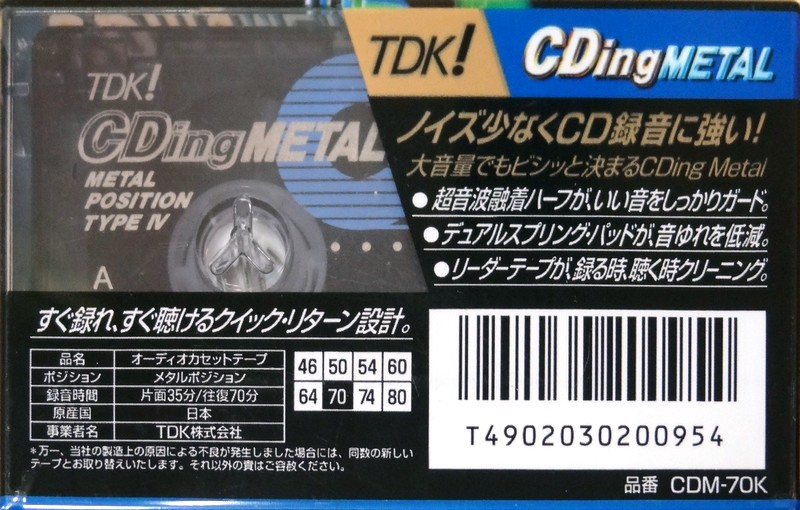 TDK!
CDingMETAL
TDK!
CDingMETAL
METAL
POSITION
TYPE IV
A
ノイズ少なくCD録音に強い!
大音量でもビシッと決まるCDing Metal
●超音波融着ハーフが、いい音をしっかりガード。
●デュアルスプリング・パッドが、音ゆれを低減。
●リーダーテープが、録る時、聴く時クリーニング。
すぐ録れ、すぐ聴けるクイック・リターン設計。
品名 オーディオカセットテープ
ポジション メタルポジション
録音時間 片面35分/往復70分
原産国 日本
事業者名 TDK株式会社
46 50 54 60
64 70 74 80
*万一、当社の製造上の原因による不良が発生しました場合には、同数の新しい
テープとお取り替えいたします。それ以外の責はご容赦ください。
T4902030200954
品番 CDM-70K